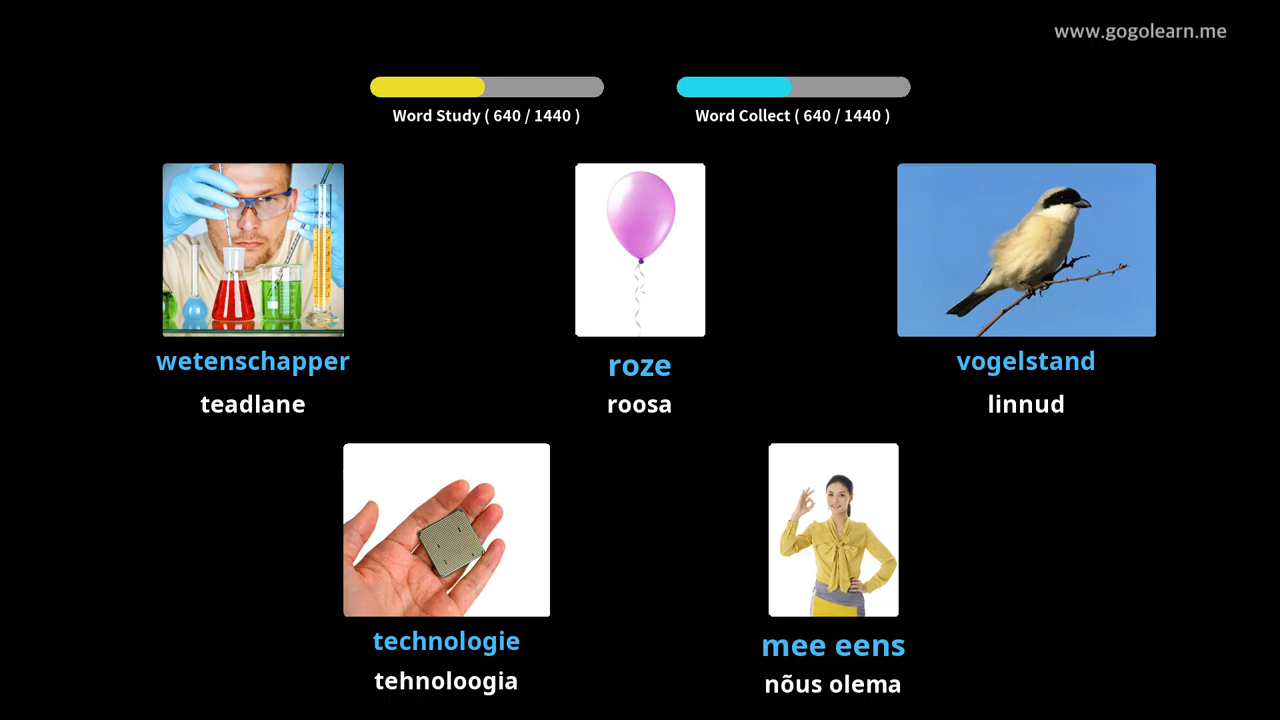 www.gogolearn.me
Word Study ( 640 / 1440 )
Word Collect ( 640 / 1440 )
wetenschapper
teadlane
roze
roosa
vogelstand
linnud
technologie
tehnoloogia
mee eens
nõus olema